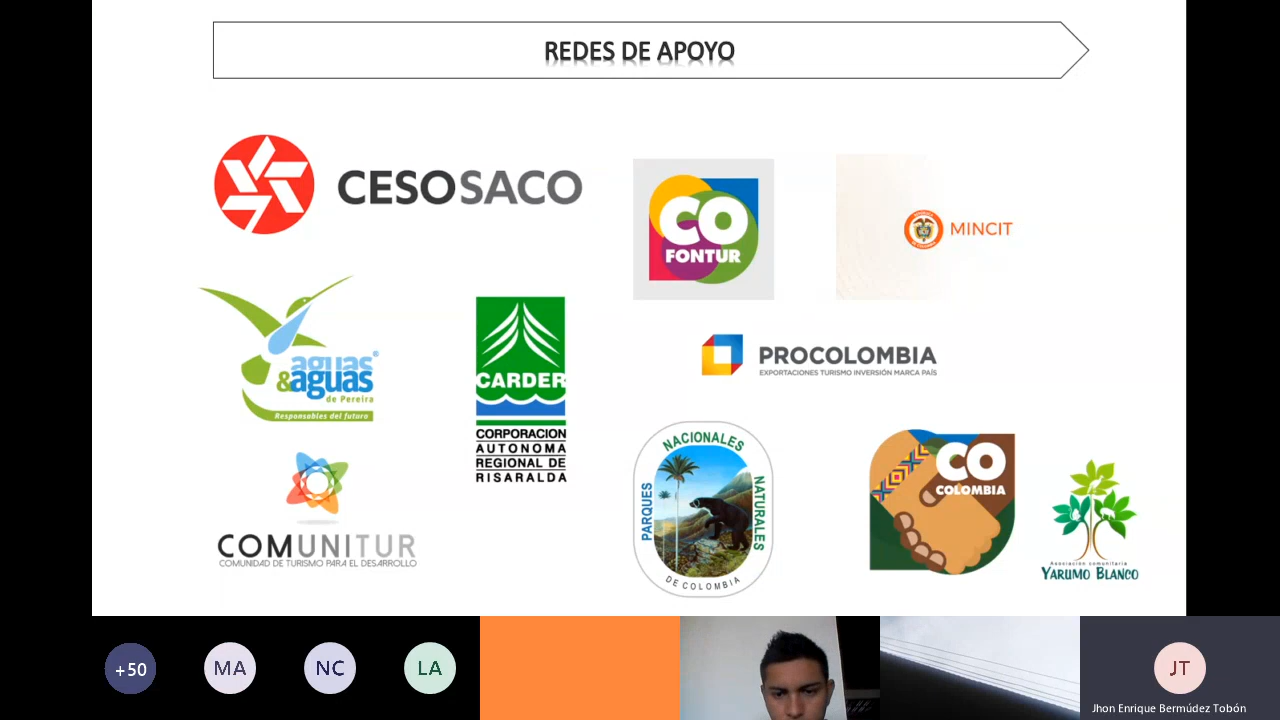 REDES DE APOYO
CESOSACO
CO
FONTUR
MINCIT
aguas®
&aguas
de Pereira
Responsables del futuro
CARDER
CORPORACION
AUTONOMA
REGIONAL DE
RISARALDA
PROCOLOMBIA
EXPORTACIONES TURISMO INVERSIÓN MARCA PAÍS
COMUNITUR
COMUNIDAD DE TURISMO PARA EL DESARROLLO
PARQUES
NACIONALES
NATURALES
DE COLOMBIA
CO
COLOMBIA
Asociación comunitaria
YARUMO BLANCO
+50
MA
NC
LA
JT
Jhon Enrique Bermúdez Tobón